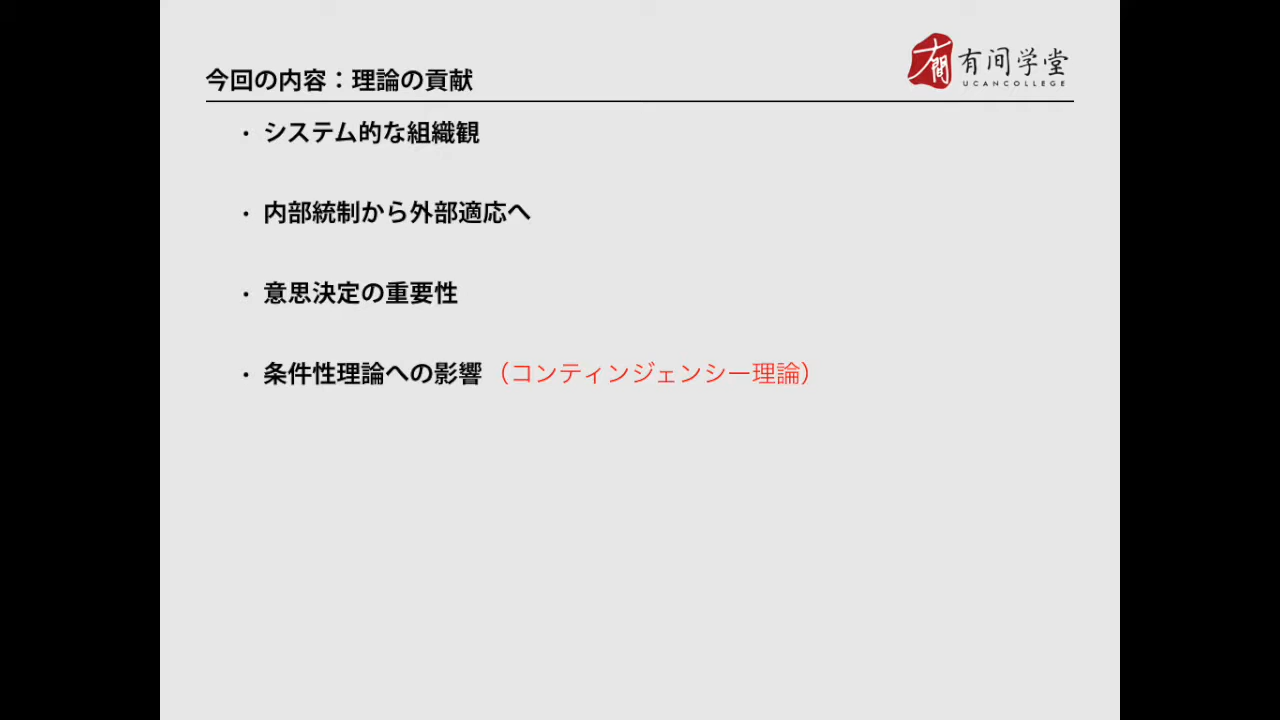 有間
有间学堂
UCANCOLLEGE
今回の内容：理論の貢献
・システム的な組織観
・内部統制から外部適応へ
・意思決定の重要性
・条件性理論への影響（コンティンジェンシー理論）